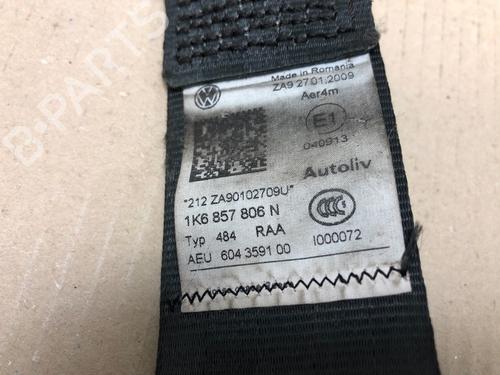 Made in Romania
ZA9 27.01.2009
Aer4m
E1
040913
Autoliv
"212 ZA90102709U"
1K6 857 806 N
Typ 484 RAA
AEU 604 3591 00
I000072
B-PARTS